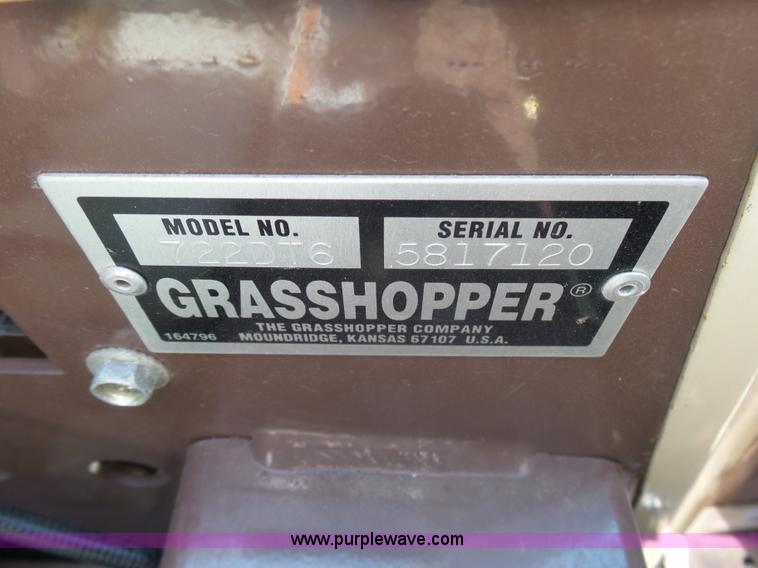 MODEL NO. SERIAL NO.
722DT6 5817120
GRASSHOPPER®
THE GRASSHOPPER COMPANY
164796 MOUNDRIDGE, KANSAS 67107 U.S.A.
www.purplewave.com